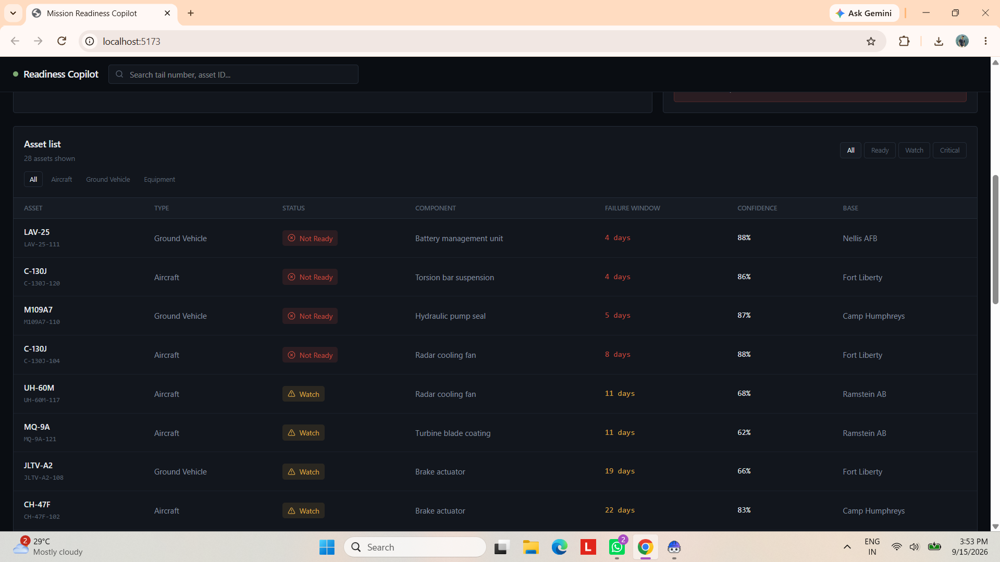 Mission Readiness Copilot
Ask Gemini
localhost:5173
Readiness Copilot
Search tail number, asset ID...
Asset list
28 assets shown
All Ready Watch Critical
All Aircraft Ground Vehicle Equipment
ASSET TYPE STATUS COMPONENT FAILURE WINDOW CONFIDENCE BASE
LAV-25
LAV-25-111
Ground Vehicle Not Ready Battery management unit 4 days 88% Nellis AFB
C-130J
C-130J-120
Aircraft Not Ready Torsion bar suspension 4 days 86% Fort Liberty
M109A7
M109A7-110
Ground Vehicle Not Ready Hydraulic pump seal 5 days 87% Camp Humphreys
C-130J
C-130J-104
Aircraft Not Ready Radar cooling fan 8 days 88% Fort Liberty
UH-60M
UH-60M-117
Aircraft Watch Radar cooling fan 11 days 68% Ramstein AB
MQ-9A
MQ-9A-121
Aircraft Watch Turbine blade coating 11 days 62% Ramstein AB
JLTV-A2
JLTV-A2-108
Ground Vehicle Watch Brake actuator 19 days 66% Fort Liberty
CH-47F
CH-47F-102
Aircraft Watch Brake actuator 22 days 83% Camp Humphreys
2
29°C
Mostly cloudy
Search
L
2
ENG
IN
3:53 PM
9/15/2026